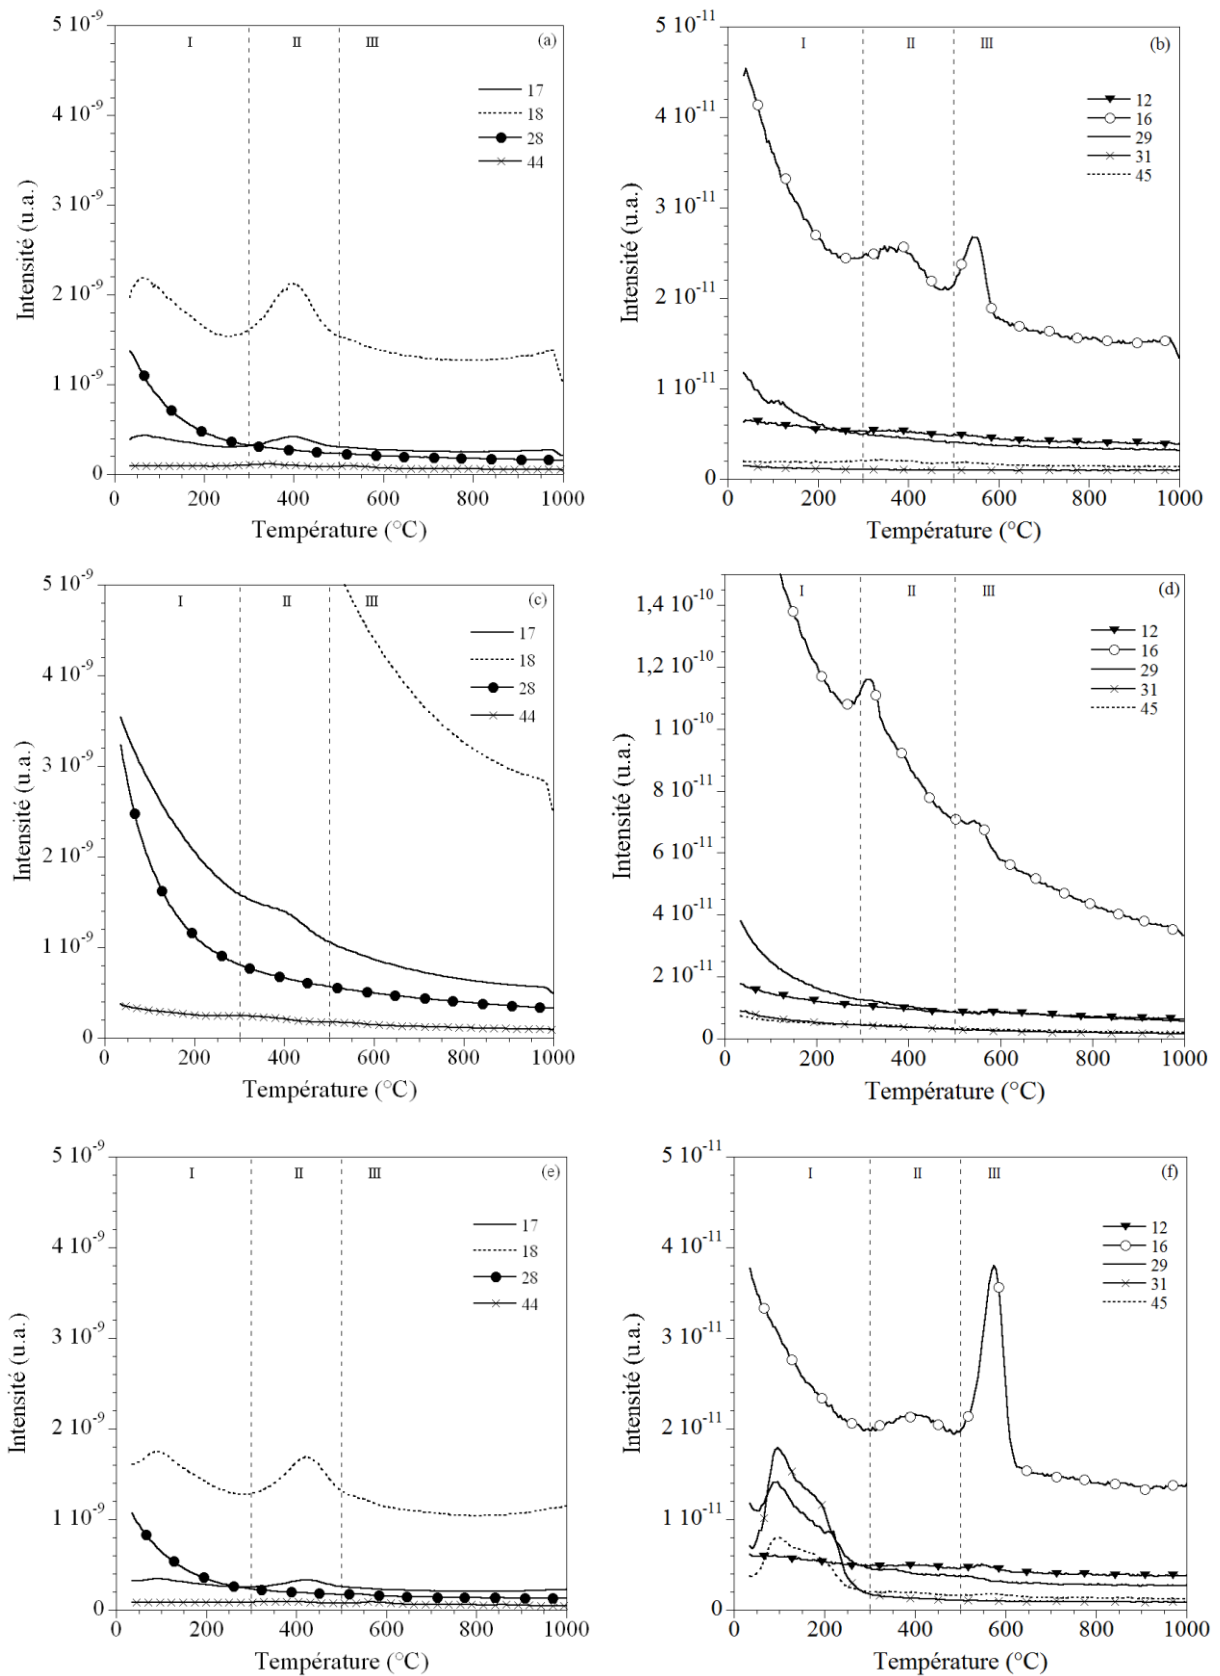 5 10-9
4 10-9
3 10-9
2 10-9
1 10-9
0
Intensité (u.a.)
I
II
III
(a)
17
18
28
44
0 200 400 600 800 1000
Température (°C)
5 10-11
4 10-11
3 10-11
2 10-11
1 10-11
0
Intensité (u.a.)
I
II
III
(b)
12
16
29
31
45
0 200 400 600 800 1000
Température (°C)
5 10-9
4 10-9
3 10-9
2 10-9
1 10-9
0
Intensité (u.a.)
I
II
III
(c)
17
18
28
44
0 200 400 600 800 1000
Température (°C)
1,4 10-10
1,2 10-10
1 10-10
8 10-11
6 10-11
4 10-11
2 10-11
0
Intensité (u.a.)
I
II
III
(d)
12
16
29
31
45
0 200 400 600 800 1000
Température (°C)
5 10-9
4 10-9
3 10-9
2 10-9
1 10-9
0
Intensité (u.a.)
I
II
III
(e)
17
18
28
44
0 200 400 600 800 1000
Température (°C)
5 10-11
4 10-11
3 10-11
2 10-11
1 10-11
0
Intensité (u.a.)
I
II
III
(f)
12
16
29
31
45
0 200 400 600 800 1000
Température (°C)